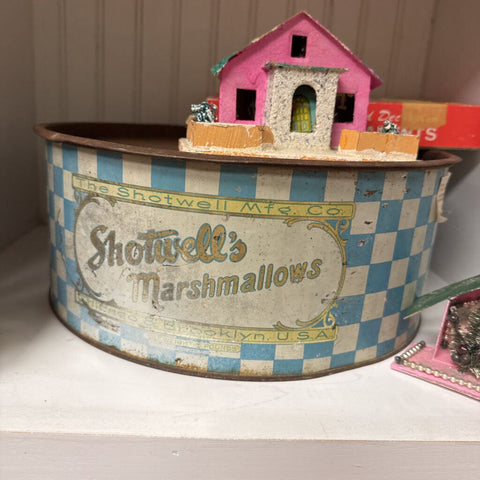 The Shotwell Mfg. Co.
Shotwell's
Marshmallows
Brooklyn, U.S.A.